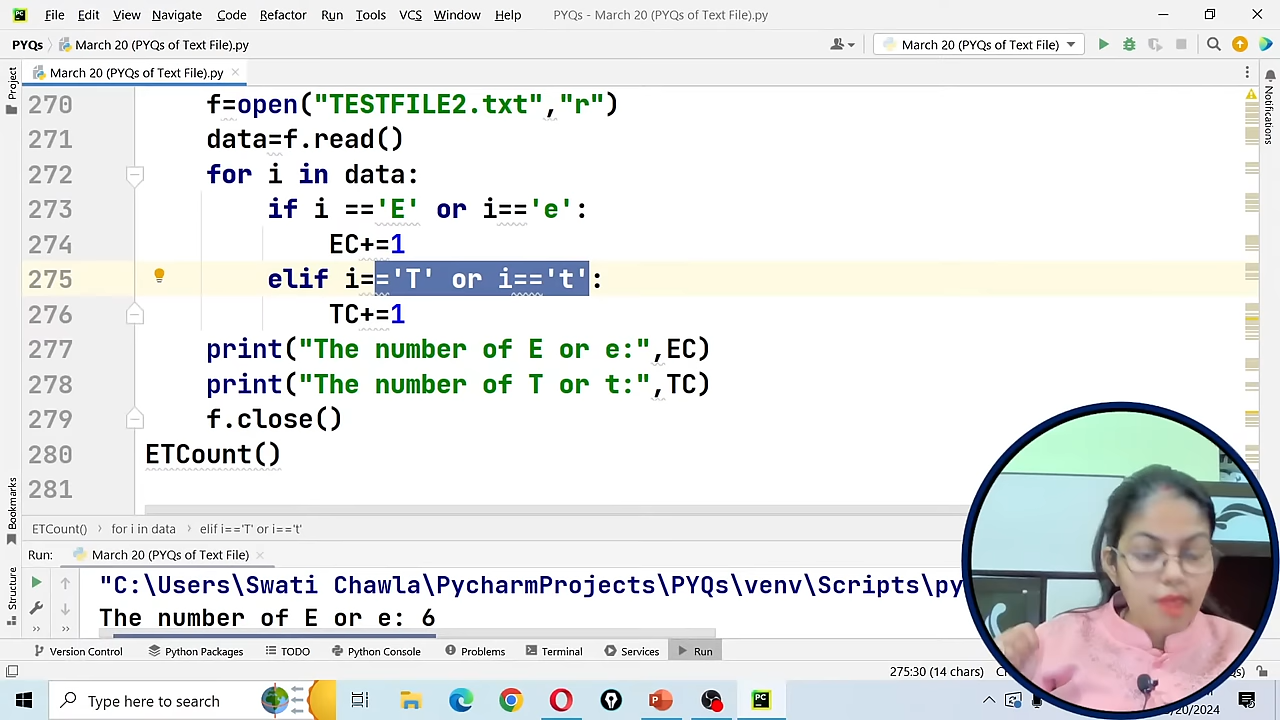 File Edit View Navigate Code Refactor Run Tools VCS Window Help PYQs - March 20 (PYQs of Text File).py
PYQs March 20 (PYQs of Text File).py March 20 (PYQs of Text File)
Project March 20 (PYQs of Text File).py
Notifications
270 f=open("TESTFILE2.txt","r")
271 data=f.read()
272 for i in data:
273 if i =='E' or i=='e':
274 EC+=1
275 elif i=='T' or i=='t':
276 TC+=1
277 print("The number of E or e:",EC)
278 print("The number of T or t:",TC)
279 f.close()
280 ETCount()
281
Bookmarks
Structure
ETCount() for i in data elif i=='T' or i=='t'
Run: March 20 (PYQs of Text File)
"C:\Users\Swati Chawla\PycharmProjects\PYQs\venv\Scripts\py
The number of E or e: 6
Version Control Python Packages TODO Python Console Problems Terminal Services Run
275:30 (14 chars)
Type here to search
/20/2024